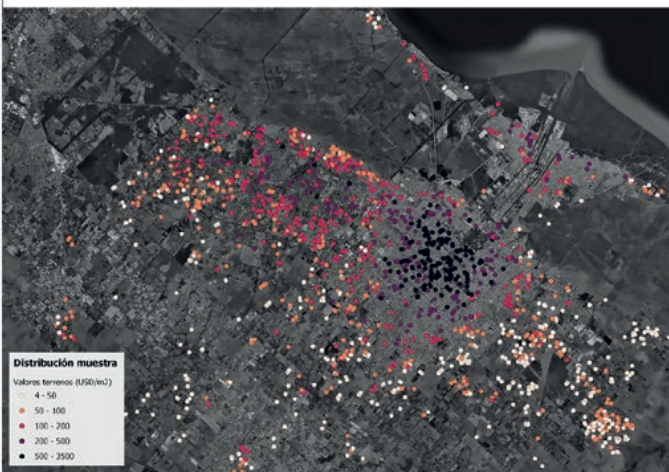 Distribución muestra
Valores terrenos (USD/m2)
4 - 50
50 - 100
100 - 200
200 - 500
500 - 3500